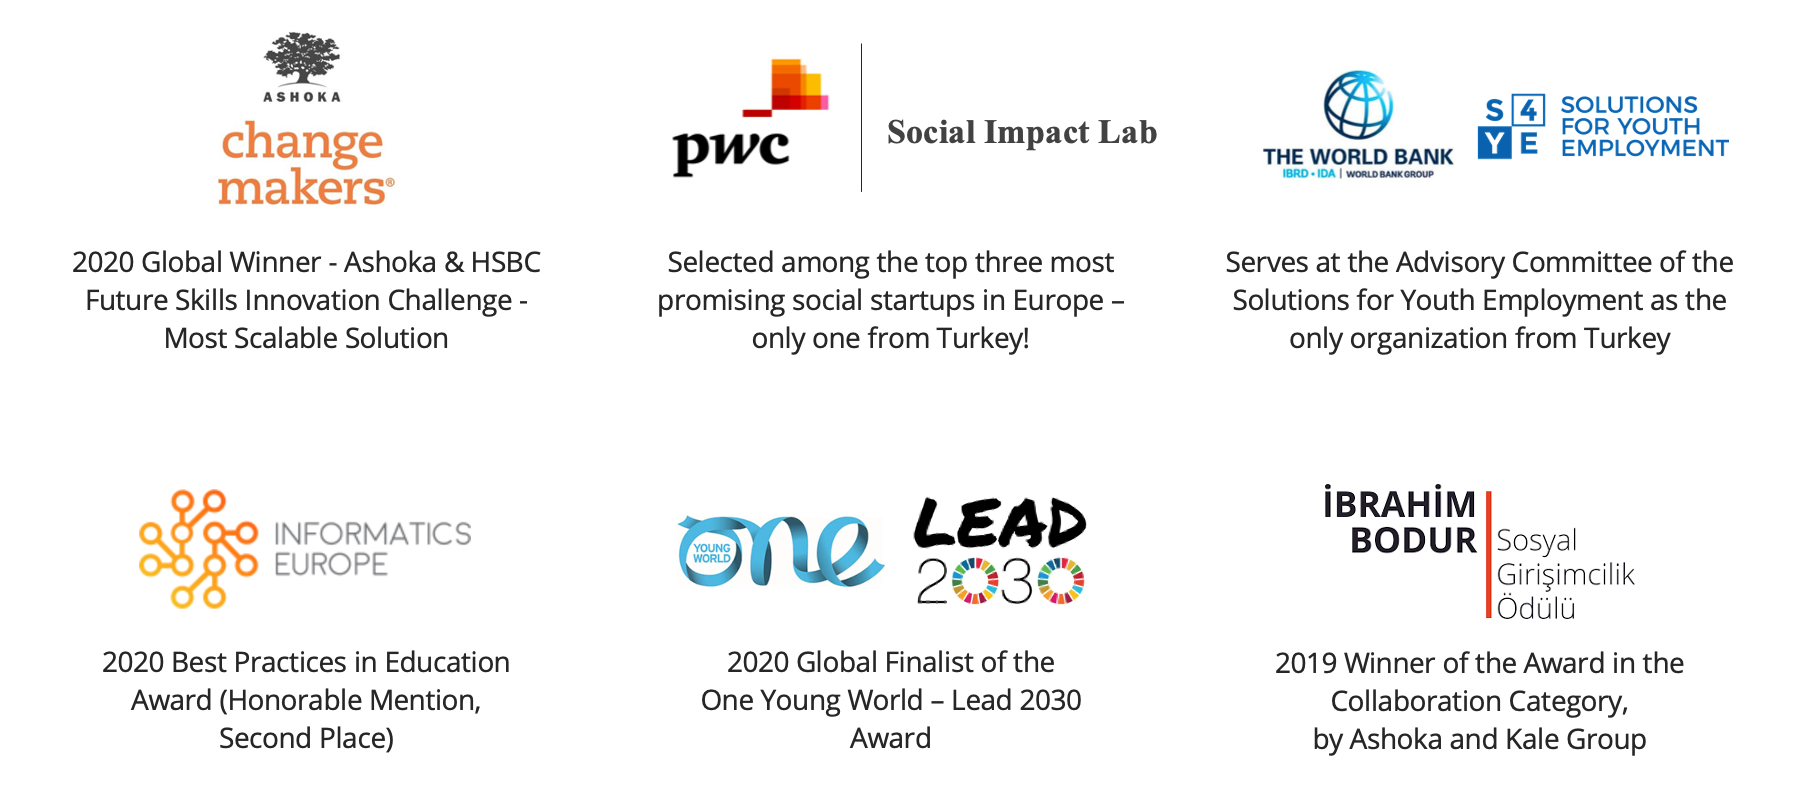 ASHOKA
change
makers®
2020 Global Winner - Ashoka & HSBC
Future Skills Innovation Challenge -
Most Scalable Solution
pwc
Social Impact Lab
Selected among the top three most
promising social startups in Europe –
only one from Turkey!
THE WORLD BANK
IBRD • IDA | WORLD BANK GROUP
S4
YE
SOLUTIONS
FOR YOUTH
EMPLOYMENT
Serves at the Advisory Committee of the
Solutions for Youth Employment as the
only organization from Turkey
INFORMATICS
EUROPE
2020 Best Practices in Education
Award (Honorable Mention,
Second Place)
one
YOUNG
WORLD
LEAD
2030
2020 Global Finalist of the
One Young World – Lead 2030
Award
İBRAHİM
BODUR
Sosyal
Girişimcilik
Ödülü
2019 Winner of the Award in the
Collaboration Category,
by Ashoka and Kale Group